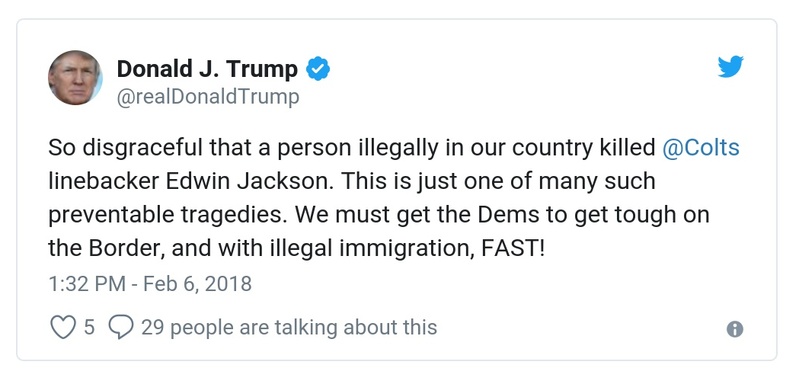 Donald J. Trump
@realDonaldTrump
So disgraceful that a person illegally in our country killed @Colts
linebacker Edwin Jackson. This is just one of many such
preventable tragedies. We must get the Dems to get tough on
the Border, and with illegal immigration, FAST!
1:32 PM - Feb 6, 2018
5 29 people are talking about this